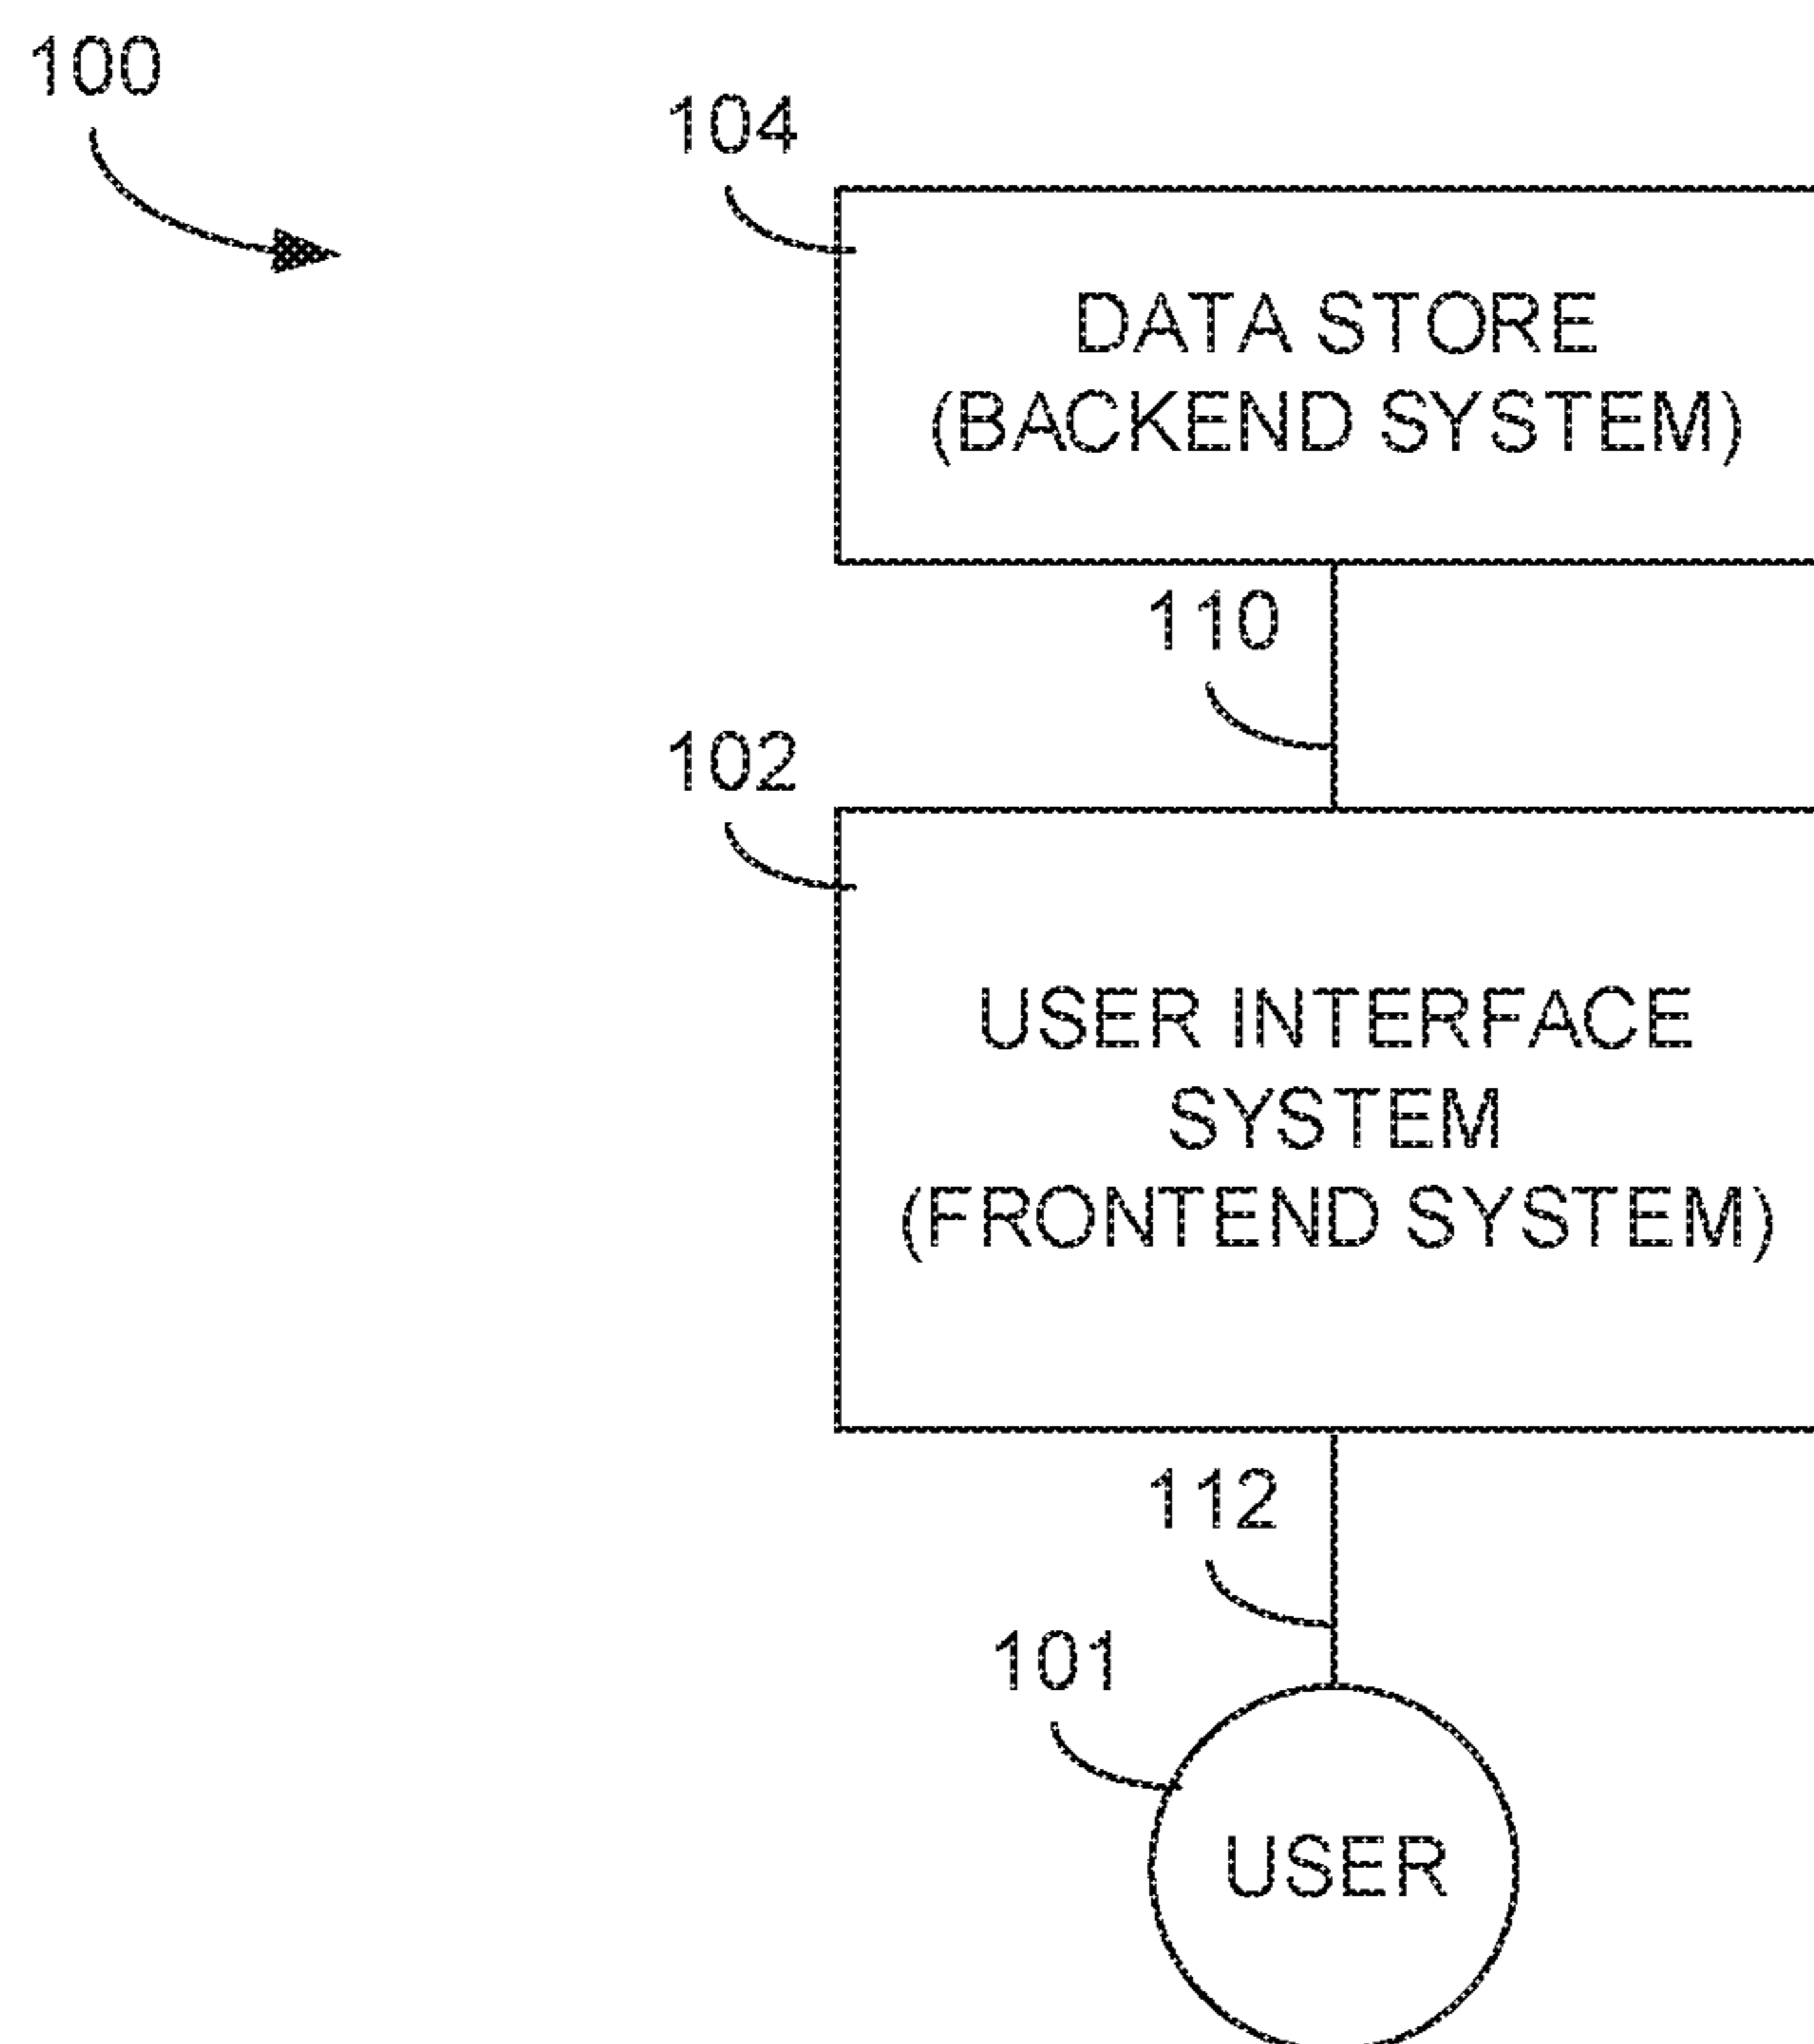 100
104
DATA STORE
(BACKEND SYSTEM)
110
102
USER INTERFACE
SYSTEM
(FRONTEND SYSTEM)
112
101
USER